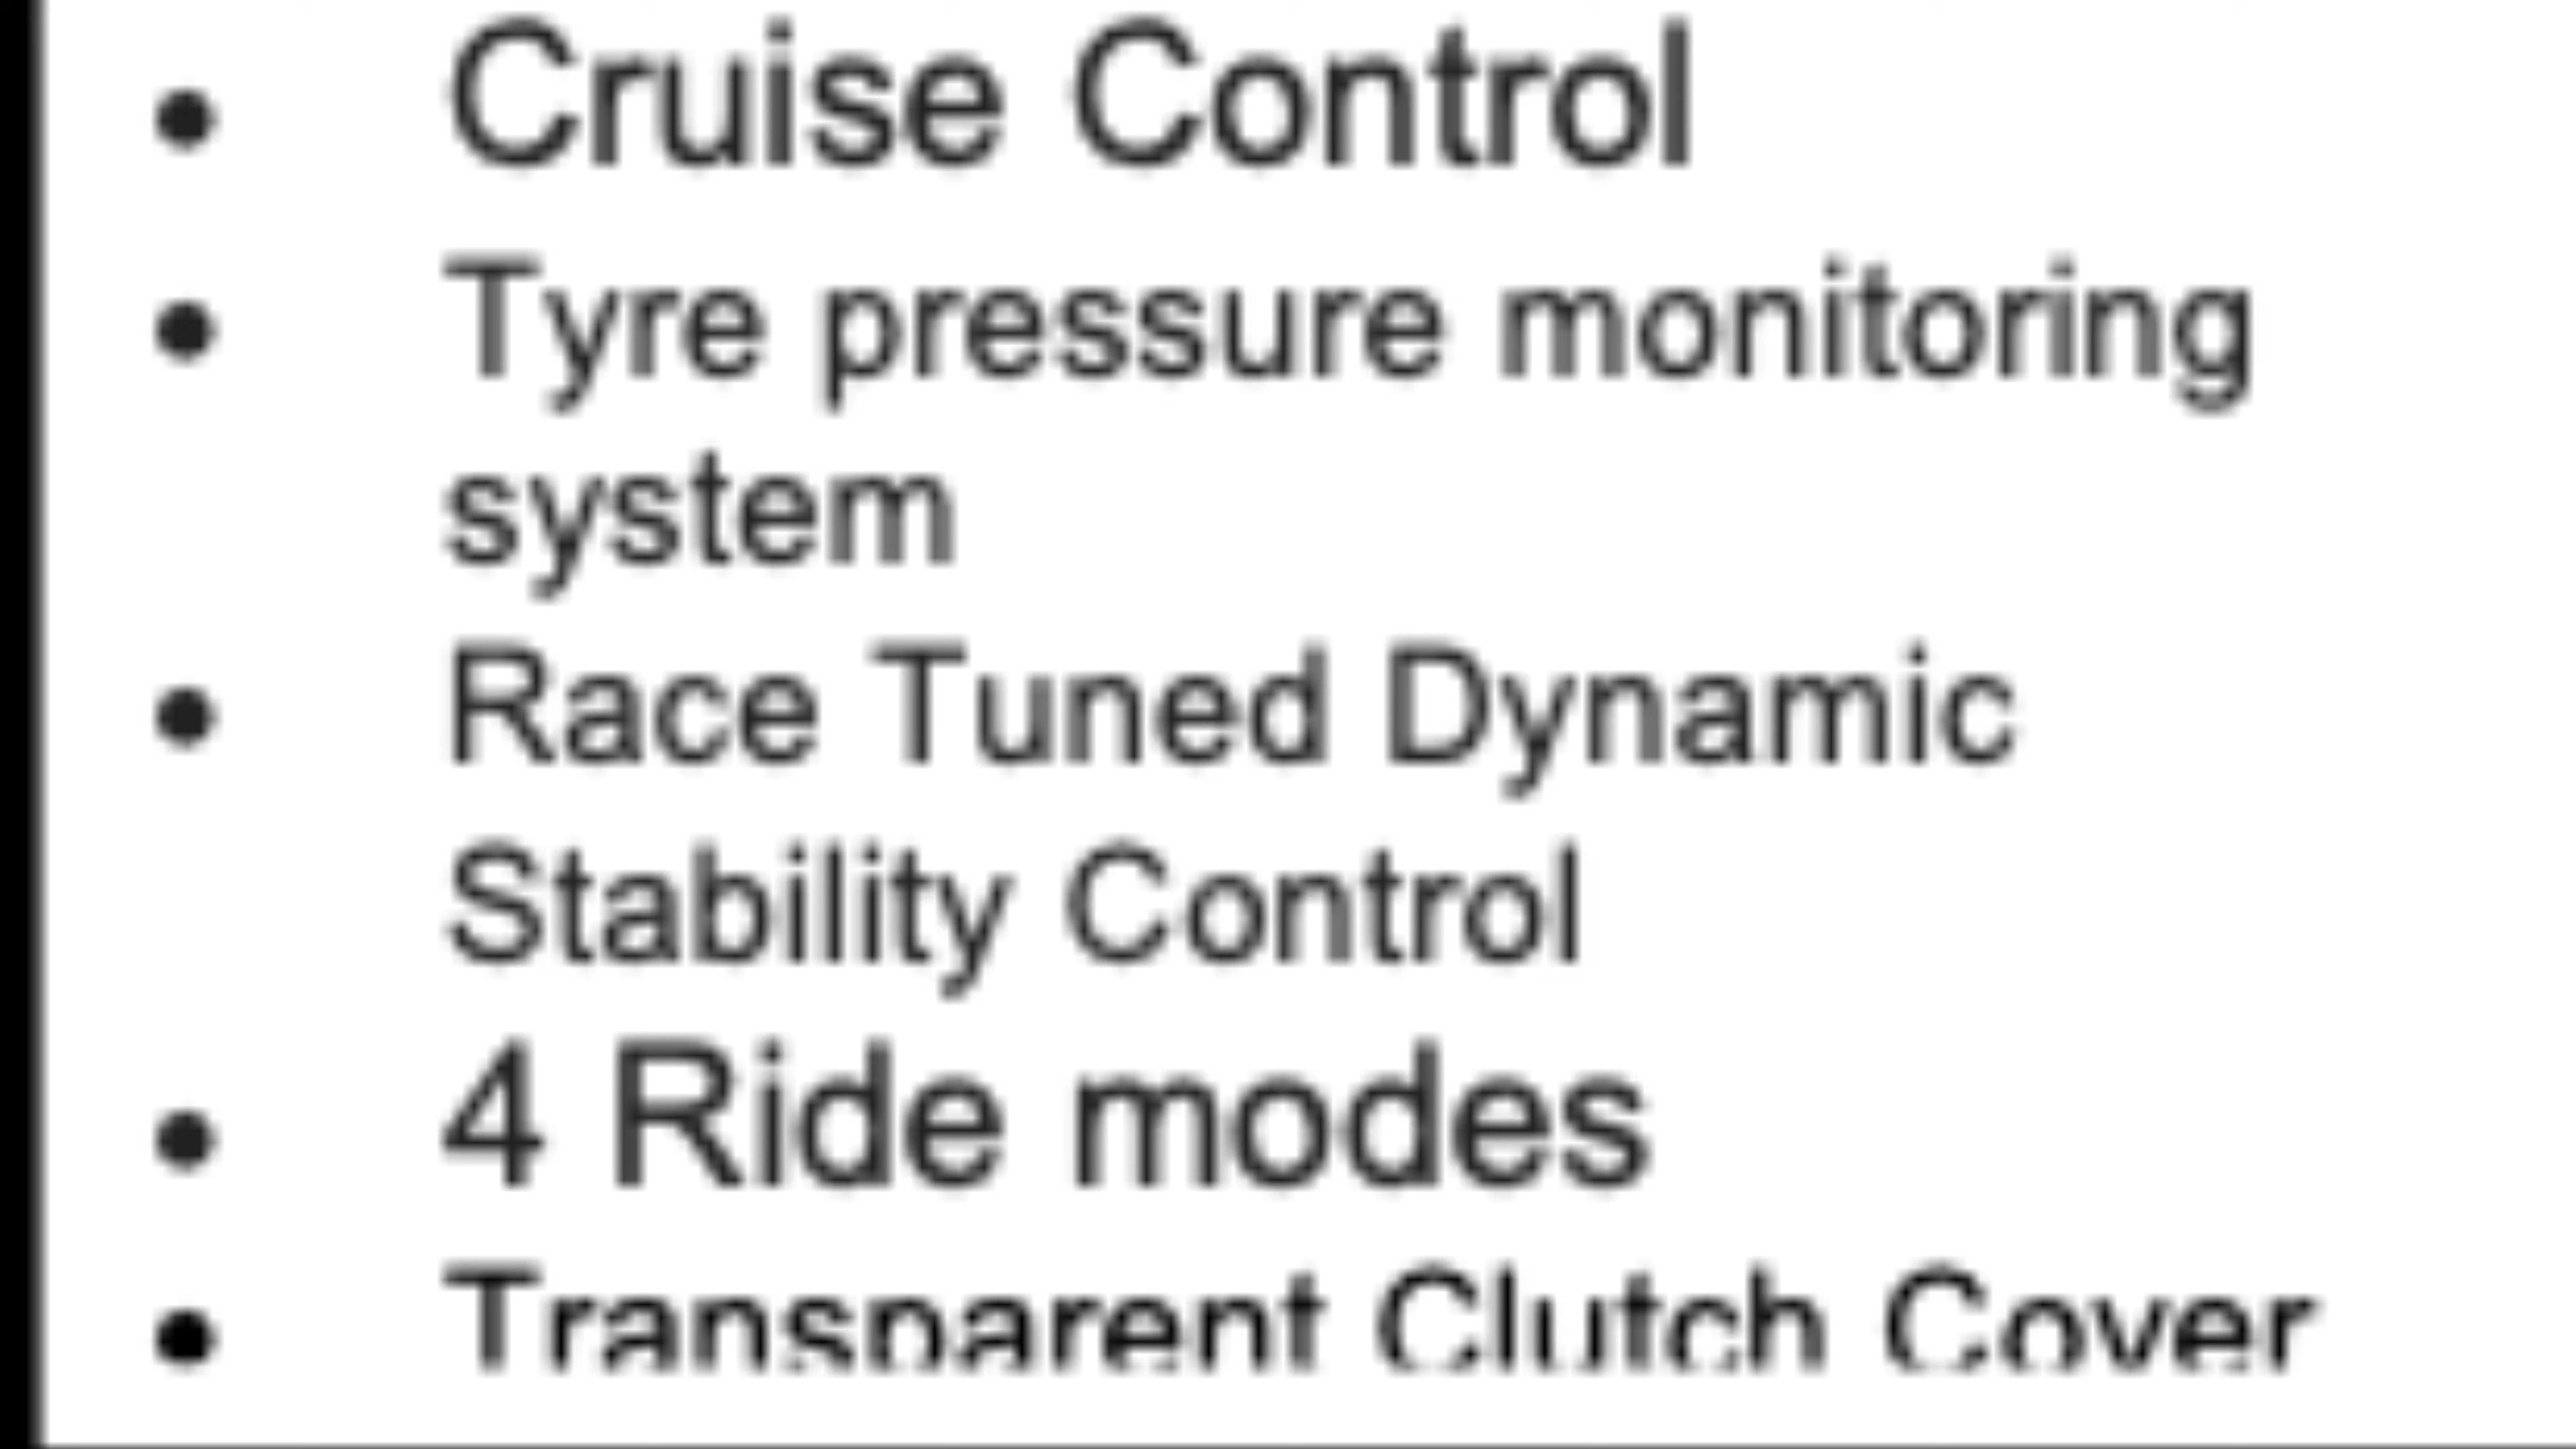 • Cruise Control
• Tyre pressure monitoring
system
• Race Tuned Dynamic
Stability Control
• 4 Ride modes
• Transparent Clutch Cover